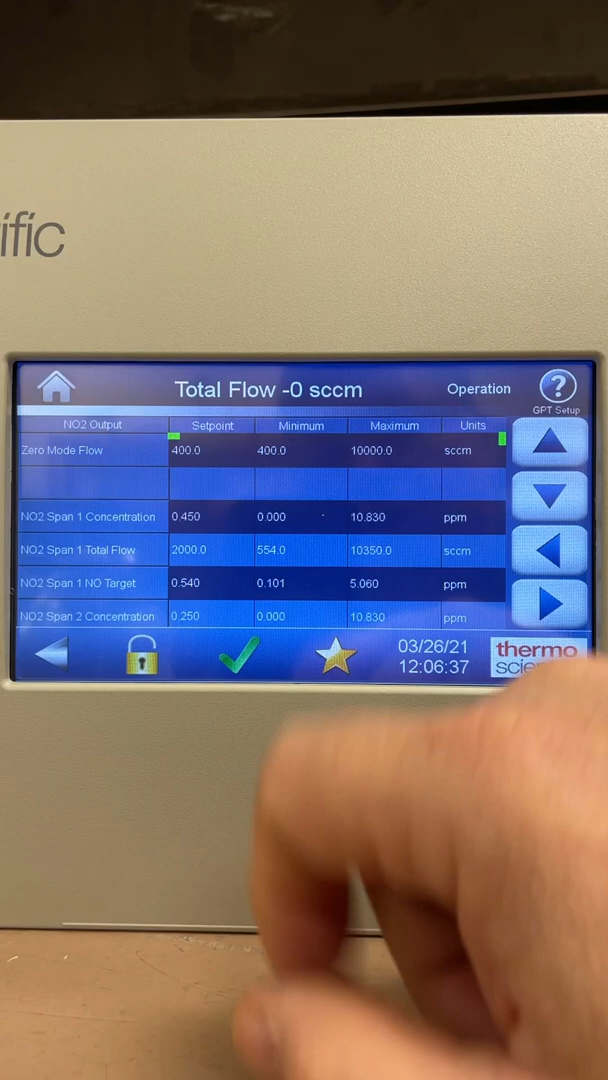 ific
Total Flow -0 sccm
Operation
?
GPT Setup
NO2 Output Setpoint Minimum Maximum Units
Zero Mode Flow 400.0 400.0 10000.0 sccm
NO2 Span 1 Concentration 0.450 0.000 10.830 ppm
NO2 Span 1 Total Flow 2000.0 554.0 10350.0 sccm
NO2 Span 1 NO Target 0.540 0.101 5.060 ppm
NO2 Span 2 Concentration 0.250 0.000 10.830 ppm
03/26/21
12:06:37
thermo
scien